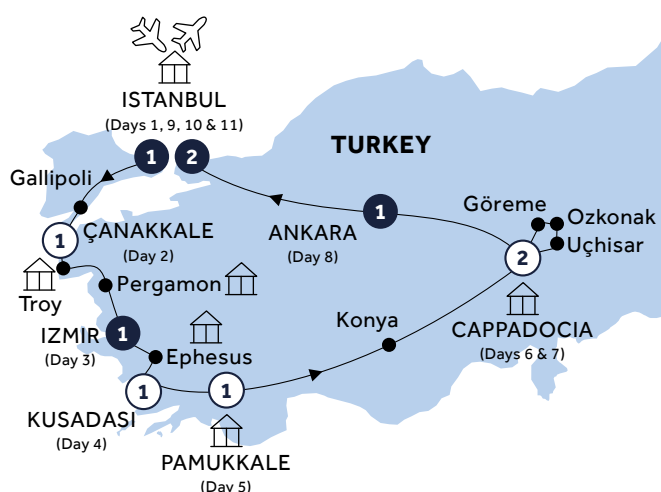 ISTANBUL
(Days 1, 9, 10 & 11)
TURKEY
1
2
Gallipoli
1
ÇANAKKALE
(Day 2)
Troy
Pergamon
IZMIR
1
(Day 3)
Ephesus
1
KUSADASI
(Day 4)
1
PAMUKKALE
(Day 5)
Konya
ANKARA
1
(Day 8)
Göreme
Ozkonak
Uçhisar
2
CAPPADOCIA
(Days 6 & 7)